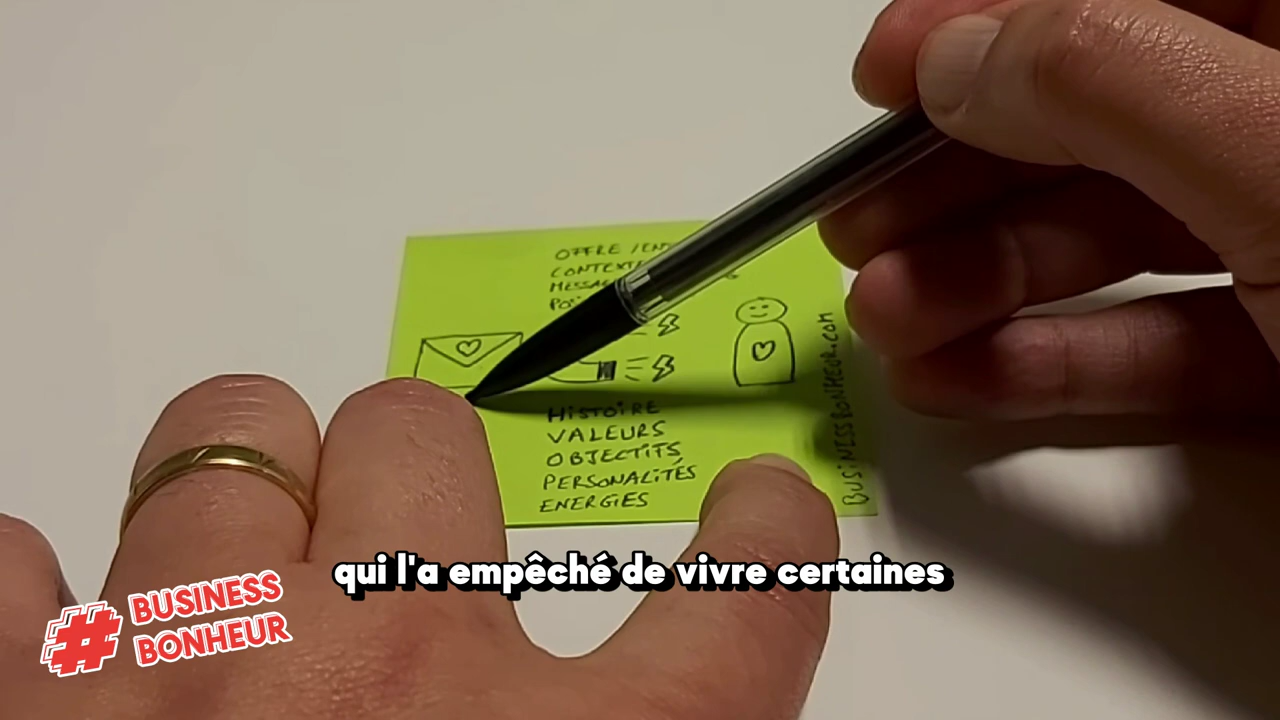 OFFRE
HISTOIRE
VALEURS
OBJECTIFS
PERSONALITÉS
ENERGIES
BUSINESSBONHEUR.COM
qui l'a empêché de vivre certaines
#BUSINESS
BONHEUR